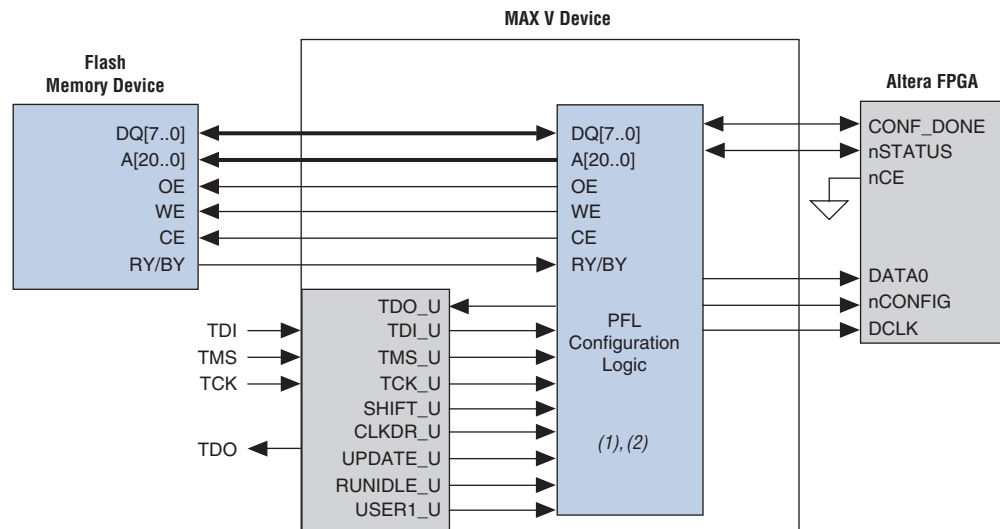 MAX V Device
Flash
Memory Device
Altera FPGA
DQ[7..0]
A[20..0]
OE
WE
CE
RY/BY
DQ[7..0]
A[20..0]
OE
WE
CE
RY/BY
PFL
Configuration
Logic
(1), (2)
CONF_DONE
nSTATUS
nCE
DATA0
nCONFIG
DCLK
TDI
TMS
TCK
TDO
TDO_U
TDI_U
TMS_U
TCK_U
SHIFT_U
CLKDR_U
UPDATE_U
RUNIDLE_U
USER1_U